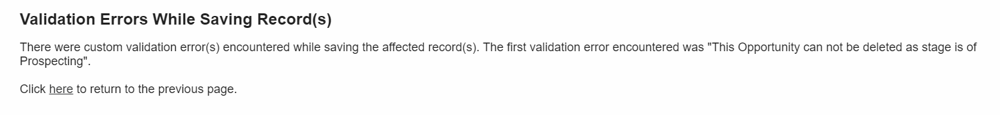 Validation Errors While Saving Record(s)
There were custom validation error(s) encountered while saving the affected record(s). The first validation error encountered was "This Opportunity can not be deleted as stage is of
Prospecting".
Click here to return to the previous page.